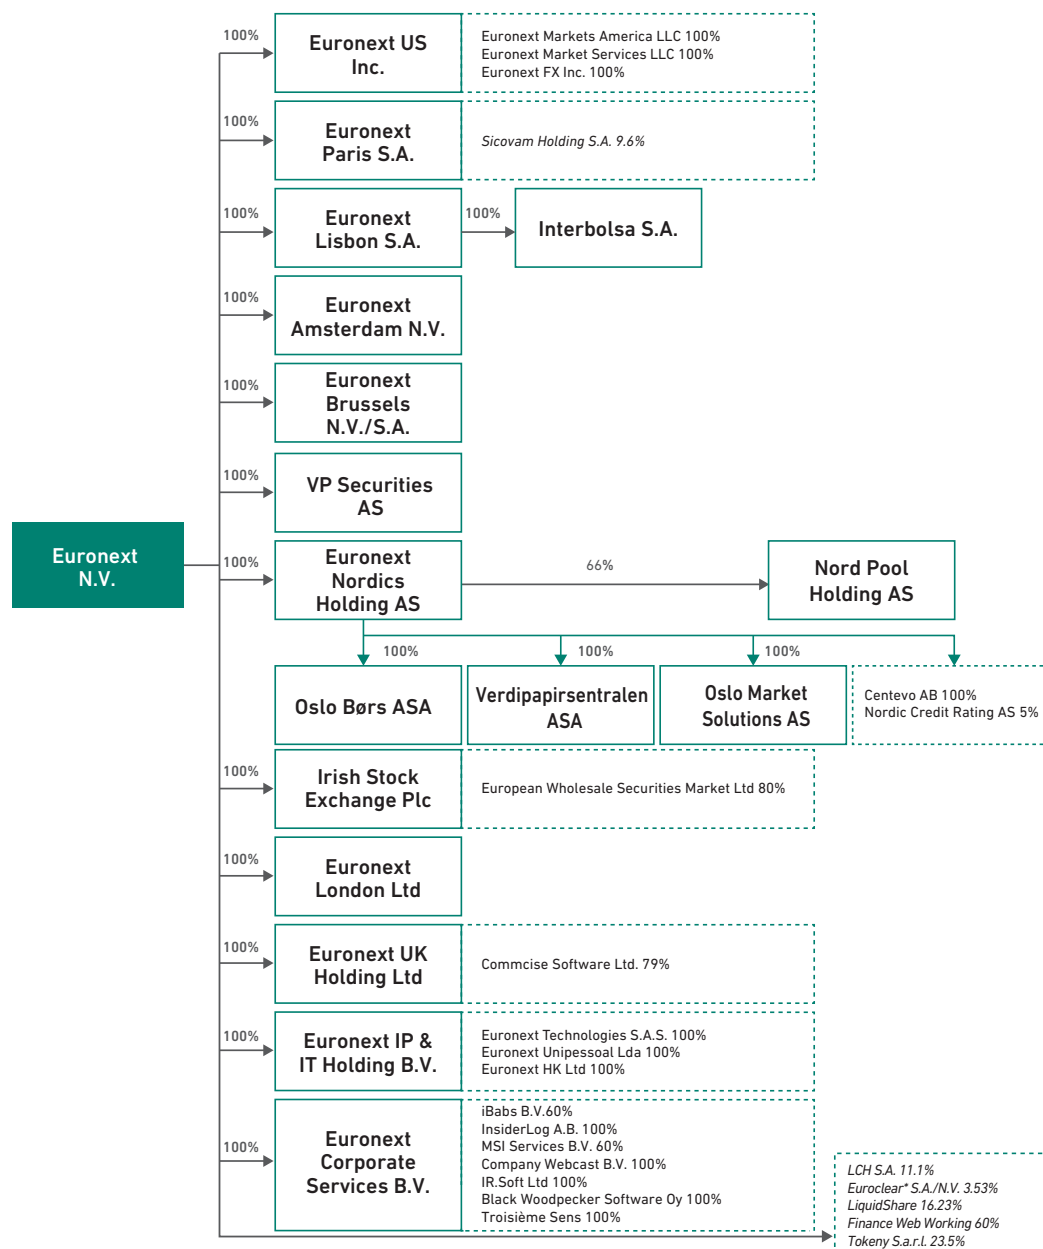 100%
Euronext US
Inc.
Euronext Markets America LLC 100%
Euronext Market Services LLC 100%
Euronext FX Inc. 100%
100%
Euronext
Paris S.A.
Sicovam Holding S.A. 9.6%
100%
Euronext
Lisbon S.A.
100%
Interbolsa S.A.
100%
Euronext
Amsterdam N.V.
100%
Euronext
Brussels
N.V./S.A.
100%
VP Securities
AS
Euronext
N.V.
100%
Euronext
Nordics
Holding AS
66%
Nord Pool
Holding AS
100%
100%
100%
100%
Oslo Børs ASA
Verdipapirsentralen
ASA
Oslo Market
Solutions AS
Centevo AB 100%
Nordic Credit Rating AS 5%
100%
Irish Stock
Exchange Plc
European Wholesale Securities Market Ltd 80%
100%
Euronext
London Ltd
100%
Euronext UK
Holding Ltd
Commcise Software Ltd. 79%
100%
Euronext IP &
IT Holding B.V.
Euronext Technologies S.A.S. 100%
Euronext Unipessoal Lda 100%
Euronext HK Ltd 100%
100%
Euronext
Corporate
Services B.V.
iBabs B.V.60%
InsiderLog A.B. 100%
MSI Services B.V. 60%
Company Webcast B.V. 100%
IR.Soft Ltd 100%
Black Woodpecker Software Oy 100%
Troisième Sens 100%
LCH S.A. 11.1%
Euroclear* S.A./N.V. 3.53%
LiquidShare 16.23%
Finance Web Working 60%
Tokeny S.a.r.l. 23.5%